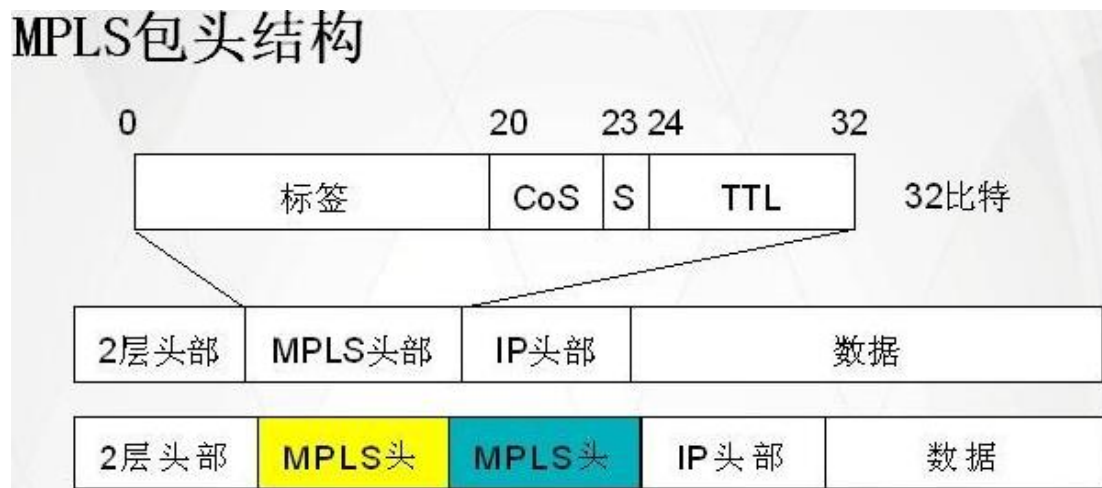 MPLS包头结构
0 20 23 24 32
标签 CoS S TTL 32比特
2层头部 MPLS头部 IP头部 数据
2层头部 MPLS头 MPLS头 IP头部 数据